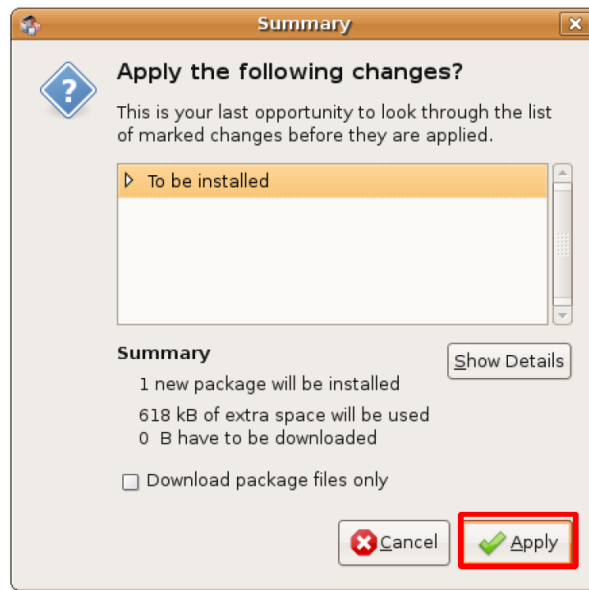 Summary
Apply the following changes?
This is your last opportunity to look through the list
of marked changes before they are applied.
To be installed
Summary
Show Details
1 new package will be installed
618 kB of extra space will be used
0 B have to be downloaded
Download package files only
Cancel
Apply